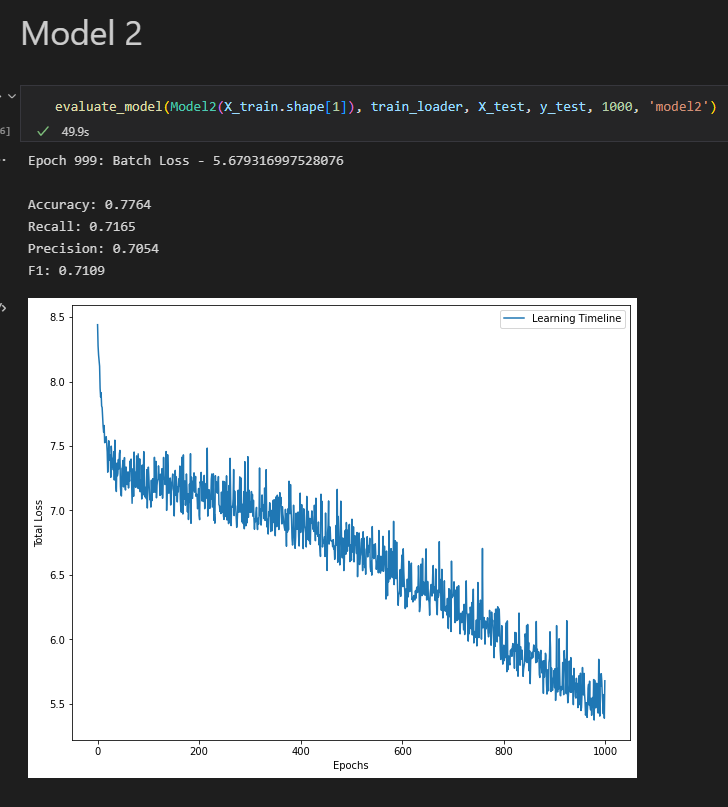 Model 2
evaluate_model(Model2(X_train.shape[1]), train_loader, X_test, y_test, 1000, 'model2')
6]
49.9s
Epoch 999: Batch Loss - 5.679316997528076
Accuracy: 0.7764
Recall: 0.7165
Precision: 0.7054
F1: 0.7109
Learning Timeline
8.5
8.0
7.5
7.0
6.5
6.0
5.5
Total Loss
0
200
400
600
800
1000
Epochs